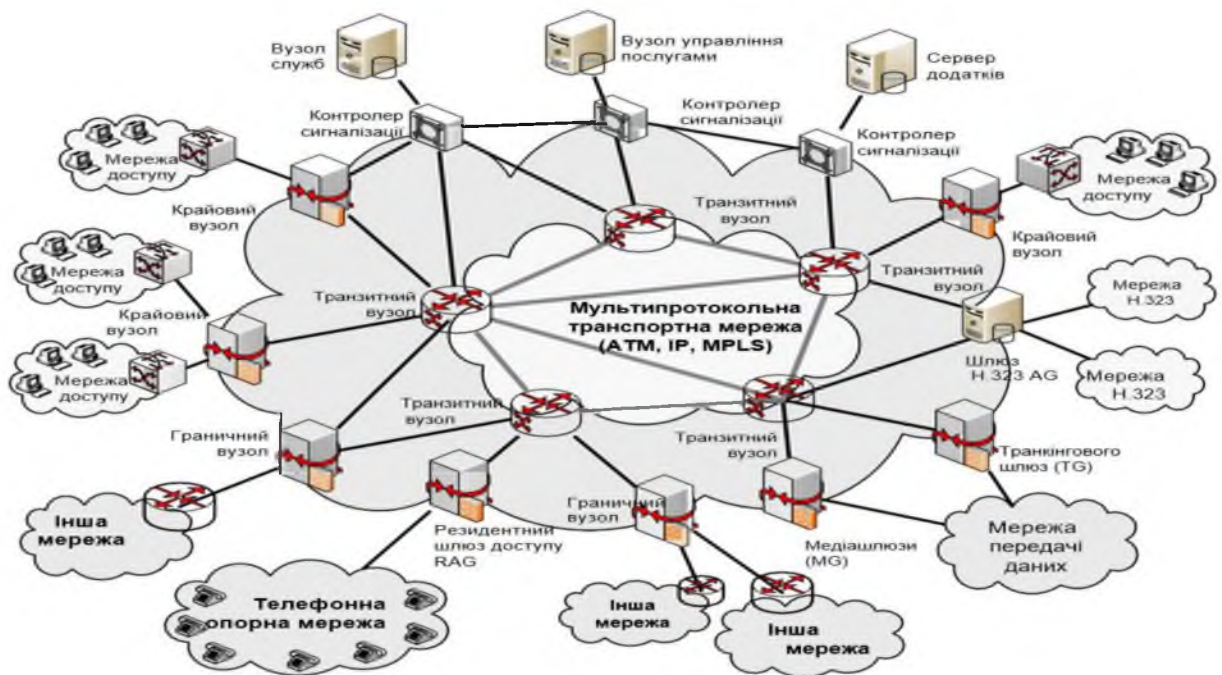 Вузол
служб
Вузол управління
послугами
Сервер
додатків
Контролер
сигналізації
Контролер
сигналізації
Контролер
сигналізації
Мережа
доступу
Мережа
доступу
Крайовий
вузол
Транзитний
вузол
Крайовий
вузол
Мережа
доступу
Транзитний
вузол
Транзитний
вузол
Мережа
H.323
Крайовий
вузол
Мультипротокольна
транспортна мережа
(ATM, IP, MPLS)
Шлюз
H.323 AG
Мережа
H.323
Мережа
доступу
Транзитний
вузол
Граничний
вузол
Транзитний
вузол
Транкінгового
шлюз (TG)
Інша
мережа
Резидентний
шлюз доступу
RAG
Граничний
вузол
Медіашлюзи
(MG)
Мережа
передачі
даних
Телефонна
опорна мережа
Інша
мережа
Інша
мережа